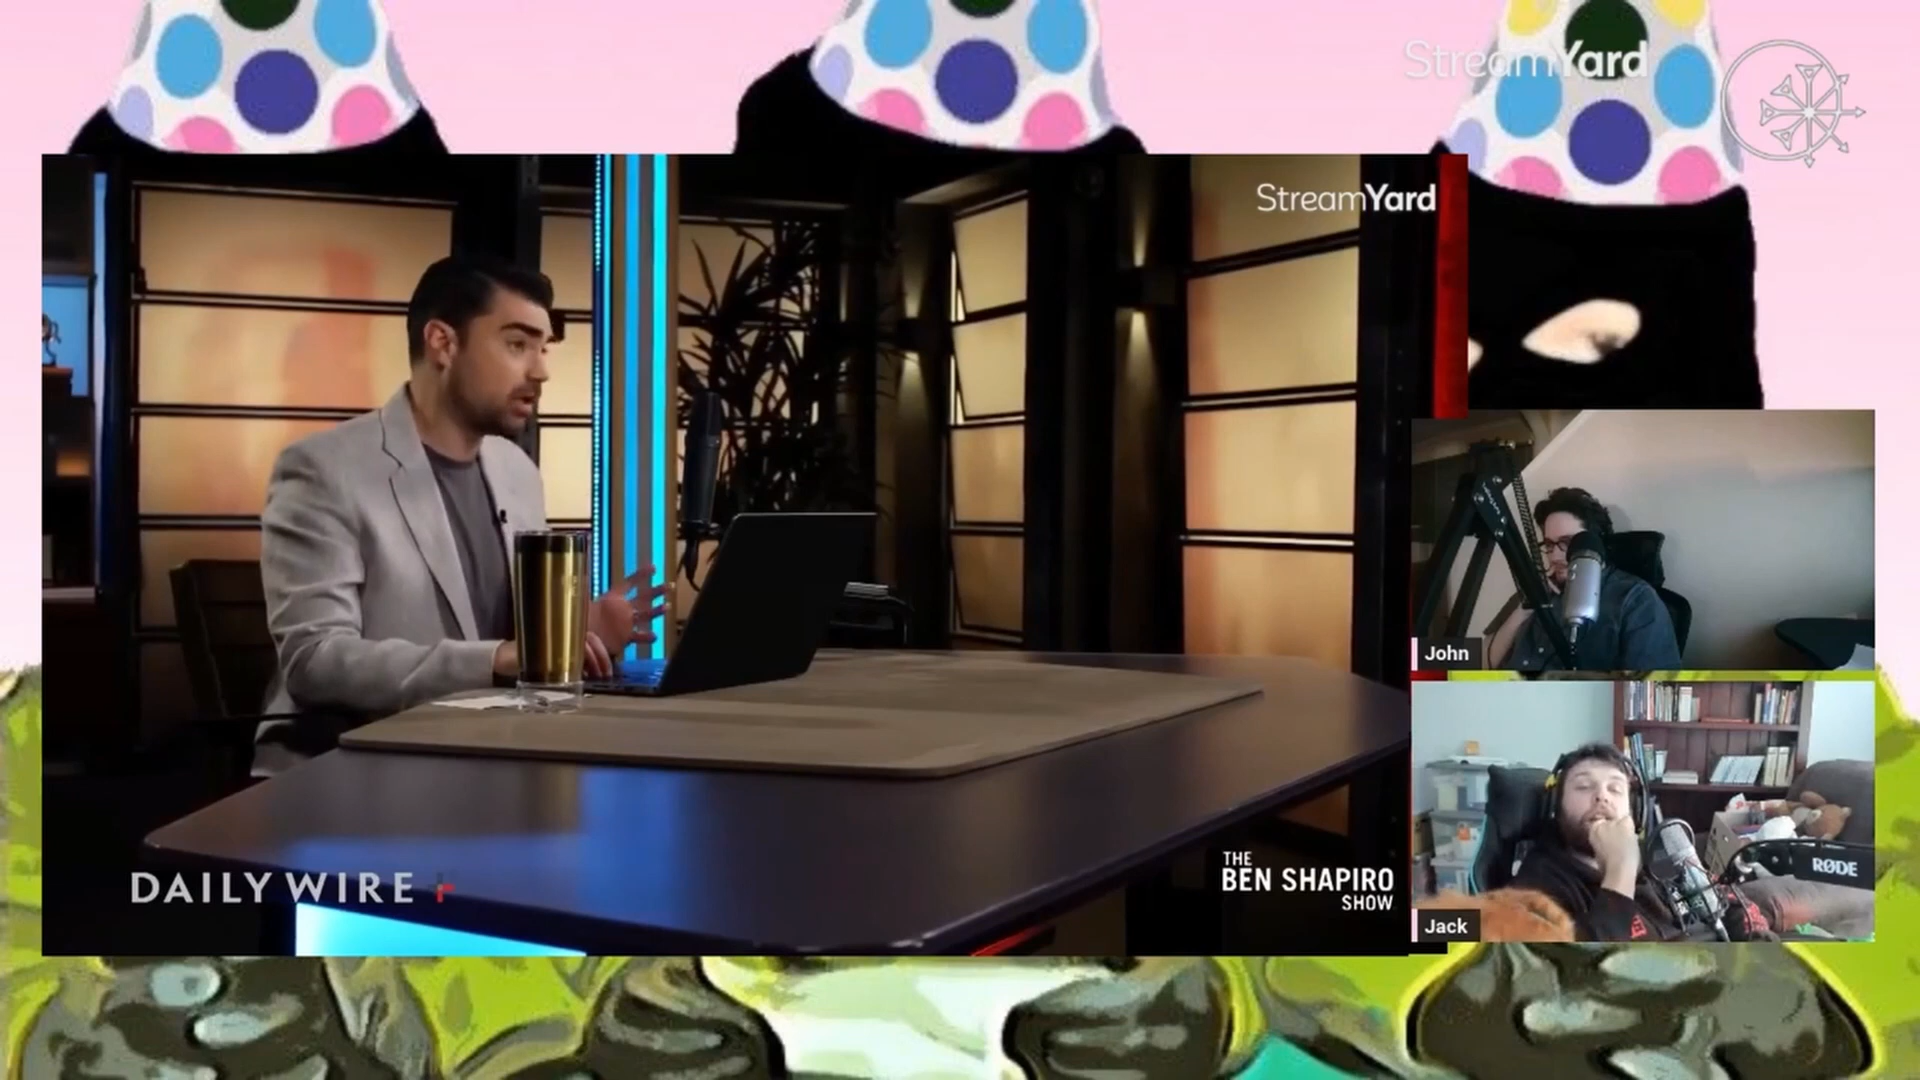 StreamYard
StreamYard
John
DAILY WIRE +
THE
BEN SHAPIRO
SHOW
RØDE
Jack